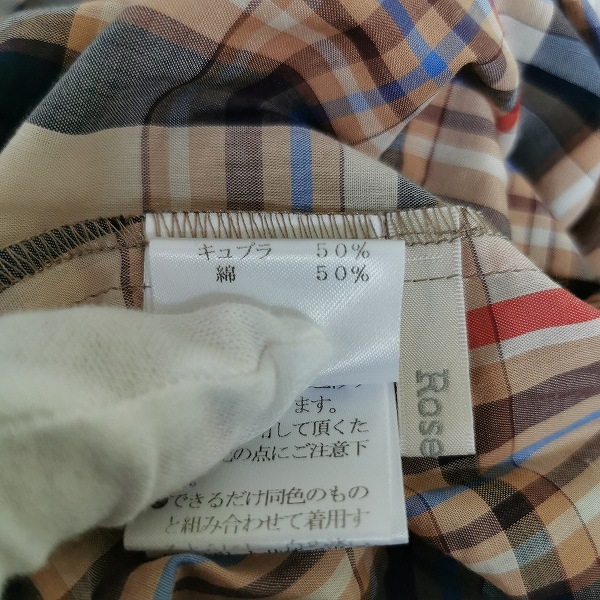 キュプラ 50%
綿 50%
ます。
して頂くた
の点にご注意下
。
●できるだけ同色のもの
と組み合わせて着用す
Rose